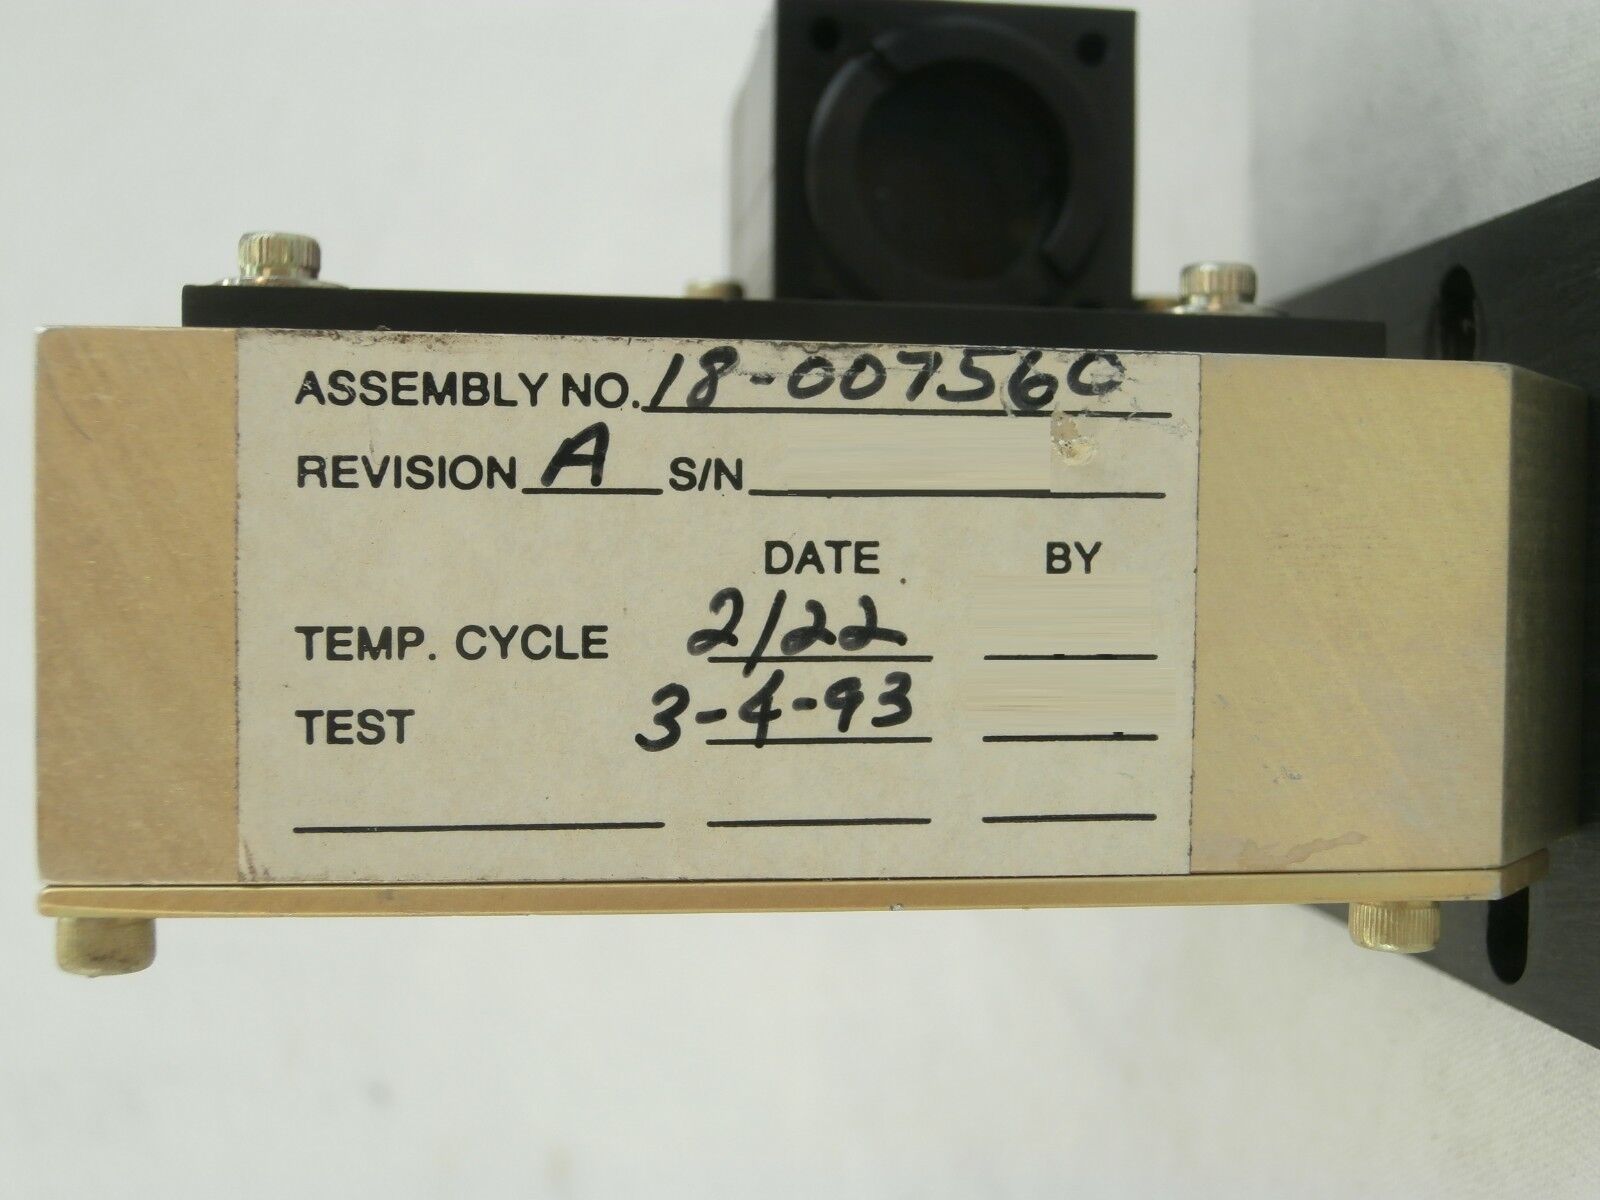 ASSEMBLY NO. 18-007560
REVISION A S/N
DATE BY
TEMP. CYCLE 2/22
TEST 3-4-93